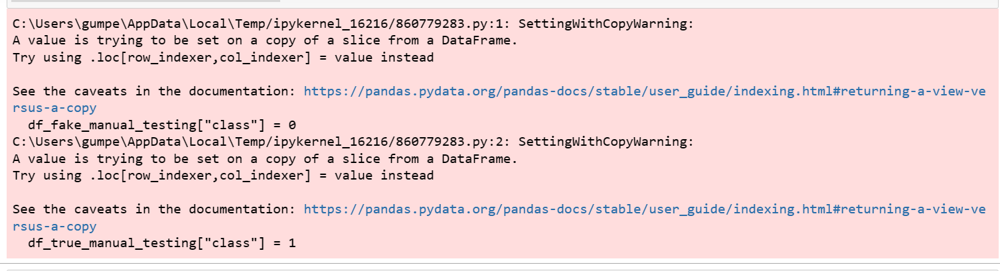 C:\Users\gumpe\AppData\Local\Temp/ipykernel_16216/860779283.py:1: SettingWithCopyWarning:
A value is trying to be set on a copy of a slice from a DataFrame.
Try using .loc[row_indexer,col_indexer] = value instead
See the caveats in the documentation: https://pandas.pydata.org/pandas-docs/stable/user_guide/indexing.html#returning-a-view-ve
rsus-a-copy
  df_fake_manual_testing["class"] = 0
C:\Users\gumpe\AppData\Local\Temp/ipykernel_16216/860779283.py:2: SettingWithCopyWarning:
A value is trying to be set on a copy of a slice from a DataFrame.
Try using .loc[row_indexer,col_indexer] = value instead
See the caveats in the documentation: https://pandas.pydata.org/pandas-docs/stable/user_guide/indexing.html#returning-a-view-ve
rsus-a-copy
  df_true_manual_testing["class"] = 1